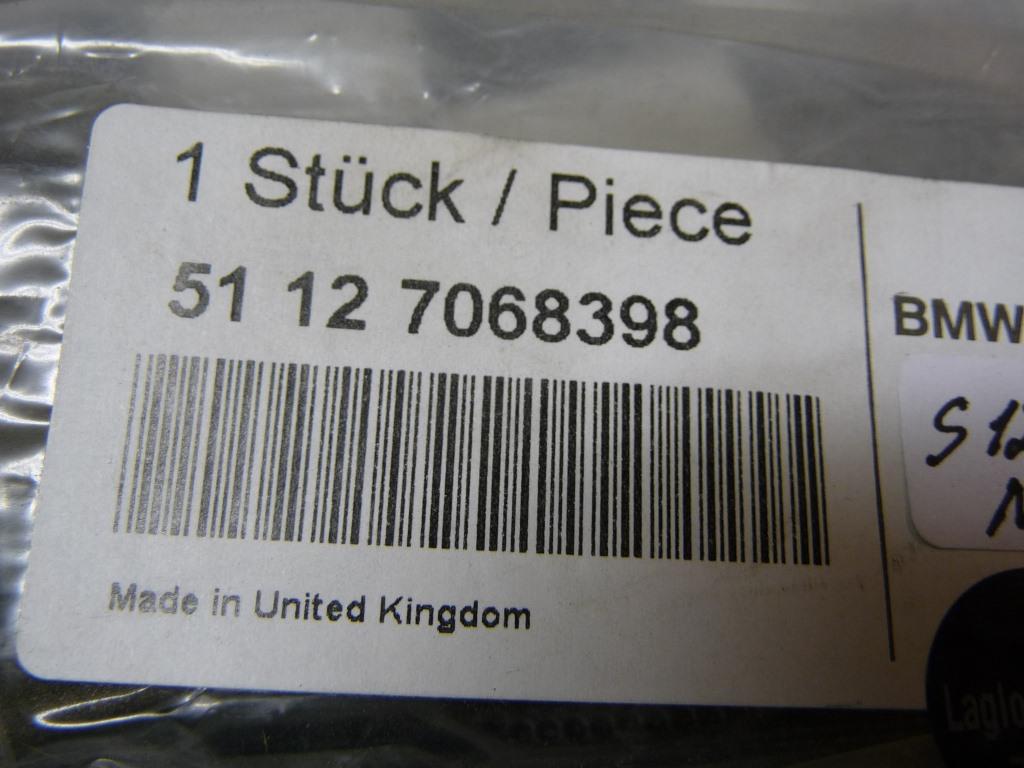 1 Stück / Piece
51 12 7068398
Made in United Kingdom
BMW